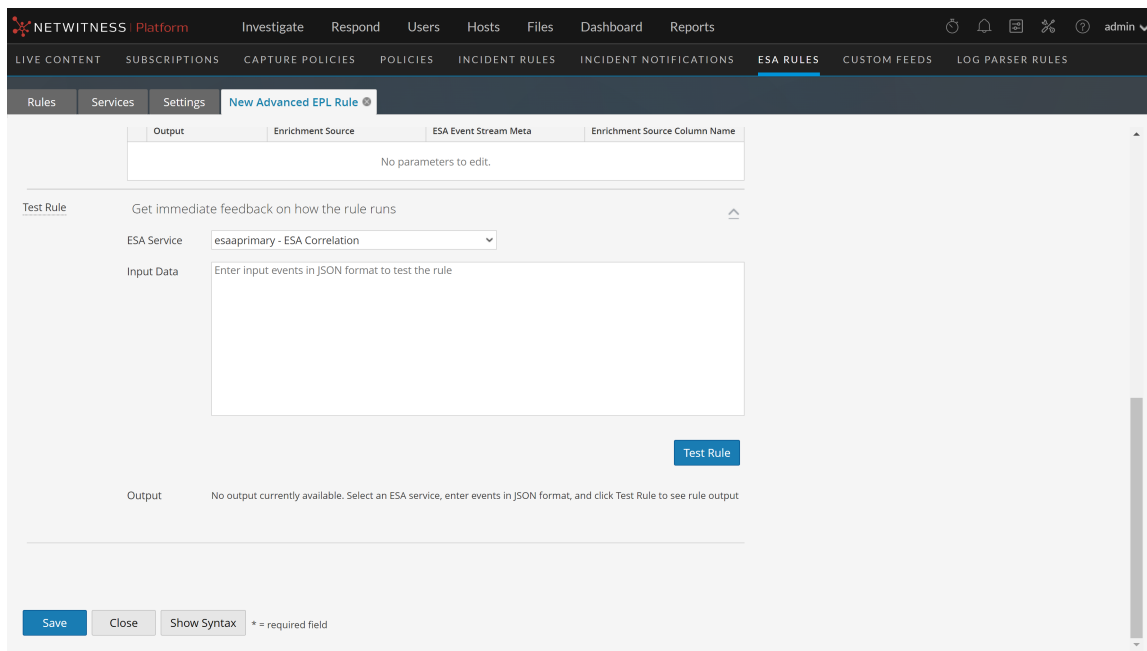 NETWITNESS Platform Investigate Respond Users Hosts Files Dashboard Reports admin
LIVE CONTENT SUBSCRIPTIONS CAPTURE POLICIES POLICIES INCIDENT RULES INCIDENT NOTIFICATIONS ESA RULES CUSTOM FEEDS LOG PARSER RULES
Rules Services Settings New Advanced EPL Rule
Output Enrichment Source ESA Event Stream Meta Enrichment Source Column Name
No parameters to edit.
Test Rule Get immediate feedback on how the rule runs
ESA Service esaaprimary - ESA Correlation
Input Data Enter input events in JSON format to test the rule
Test Rule
Output No output currently available. Select an ESA service, enter events in JSON format, and click Test Rule to see rule output
Save Close Show Syntax * = required field